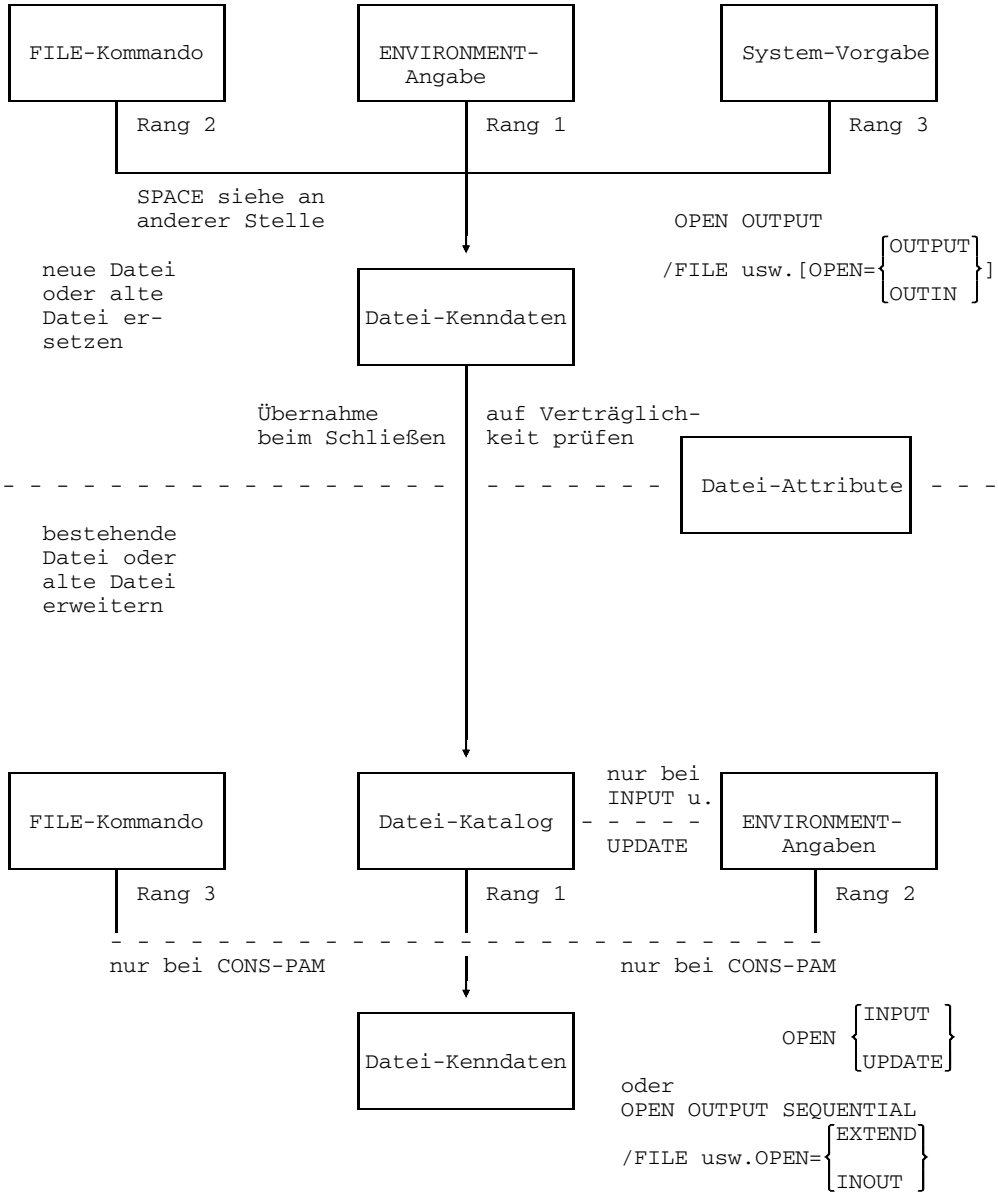 FILE-Kommando
ENVIRONMENT-
Angabe
System-Vorgabe
Rang 2
Rang 1
Rang 3
SPACE siehe an
anderer Stelle
OPEN OUTPUT
/FILE usw.[OPEN={OUTPUT
OUTIN}]
neue Datei
oder alte
Datei er-
setzen
Datei-Kenndaten
Übernahme
beim Schließen
auf Verträglich-
keit prüfen
Datei-Attribute
bestehende
Datei oder
alte Datei
erweitern
FILE-Kommando
Datei-Katalog
nur bei
INPUT u.
UPDATE
ENVIRONMENT-
Angaben
Rang 3
Rang 1
Rang 2
nur bei CONS-PAM
nur bei CONS-PAM
Datei-Kenndaten
OPEN {INPUT
UPDATE}
oder
OPEN OUTPUT SEQUENTIAL
/FILE usw.OPEN={EXTEND
INOUT}